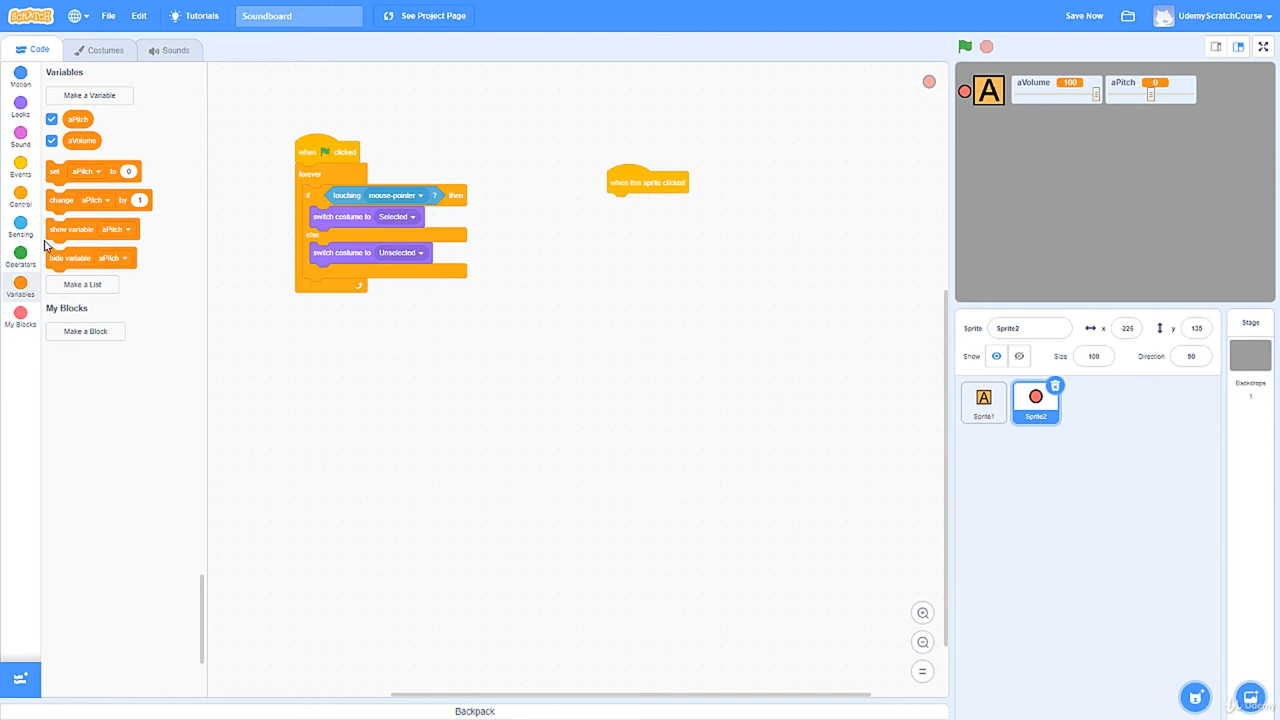 SCRATCH File Edit Tutorials Soundboard See Project Page Save Now UdemyScratchCourse
Code Costumes Sounds
Motion
Looks
Sound
Events
Control
Sensing
Operators
Variables
My Blocks
Variables
Make a Variable
aPitch
aVolume
set aPitch to 0
change aPitch by 1
show variable aPitch
hide variable aPitch
Make a List
My Blocks
Make a Block
when clicked
forever
if touching mouse-pointer ? then
switch costume to Selected
else
switch costume to Unselected
when this sprite clicked
A aVolume 100 aPitch 0
Sprite Sprite2 x -226 y 135
Show Size 100 Direction 90
A
Sprite1
Sprite2
Stage
Backdrops
1
Backpack
Udemy